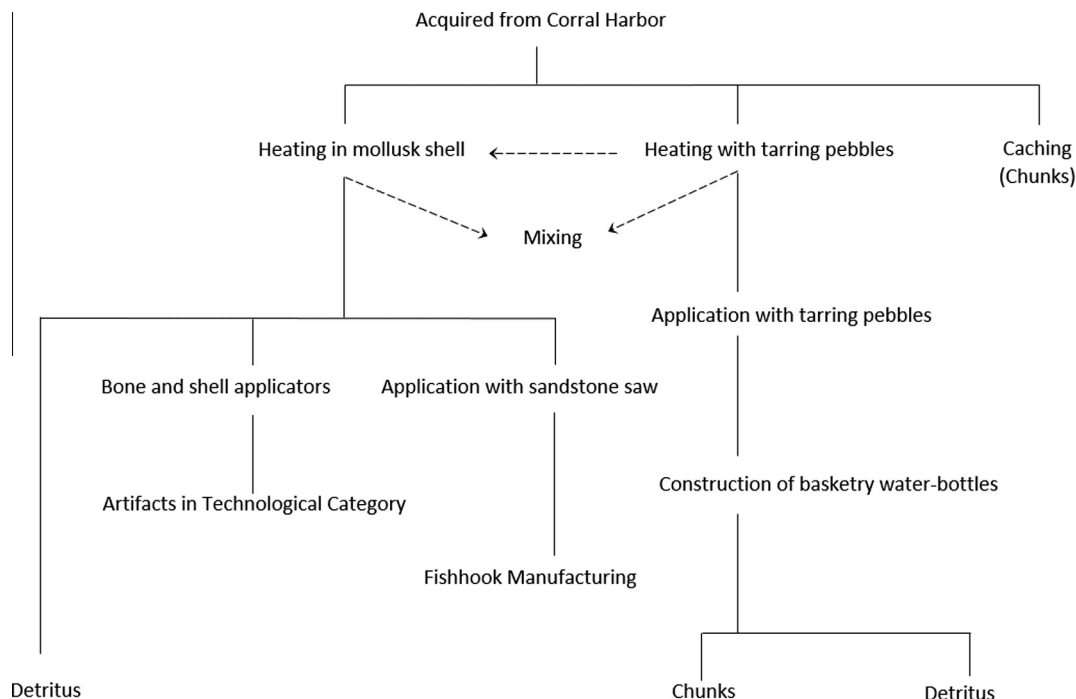 Acquired from Corral Harbor
Heating in mollusk shell
Heating with tarring pebbles
Caching
(Chunks)
Mixing
Application with tarring pebbles
Bone and shell applicators
Application with sandstone saw
Construction of basketry water-bottles
Artifacts in Technological Category
Fishhook Manufacturing
Detritus
Chunks
Detritus